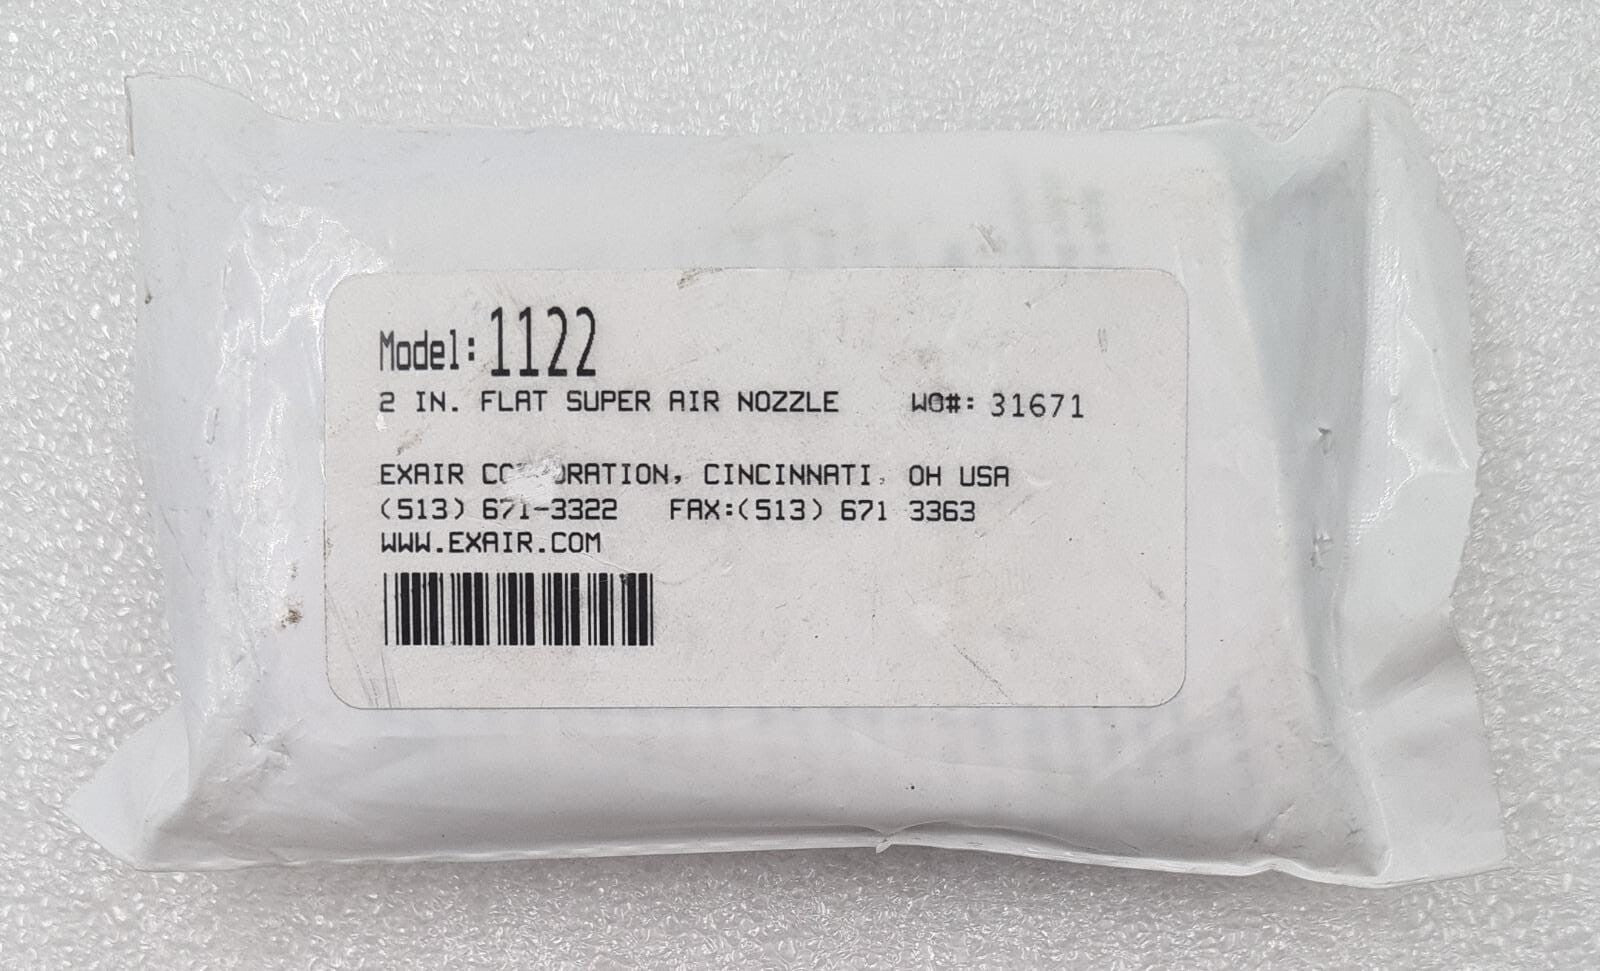 Model: 1122
2 IN. FLAT SUPER AIR NOZZLE WO#: 31671
EXAIR CORPORATION, CINCINNATI, OH USA
(513) 671-3322 FAX:(513) 671 3363
WWW.EXAIR.COM